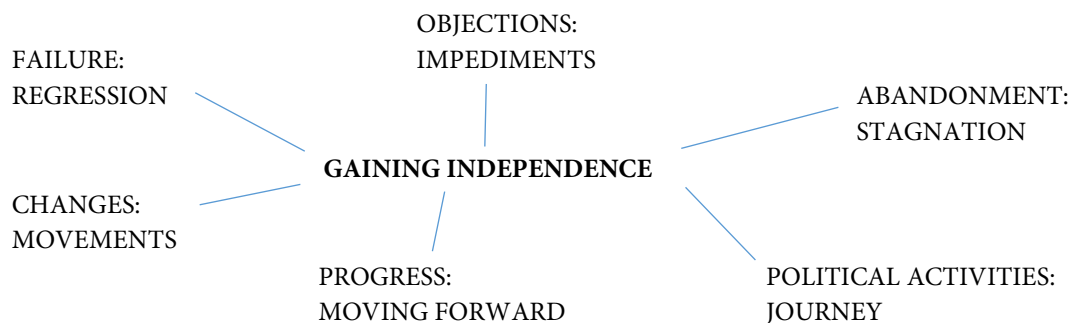 OBJECTIONS:
IMPEDIMENTS
FAILURE:
REGRESSION
ABANDONMENT:
STAGNATION
GAINING INDEPENDENCE
CHANGES:
MOVEMENTS
PROGRESS:
MOVING FORWARD
POLITICAL ACTIVITIES:
JOURNEY